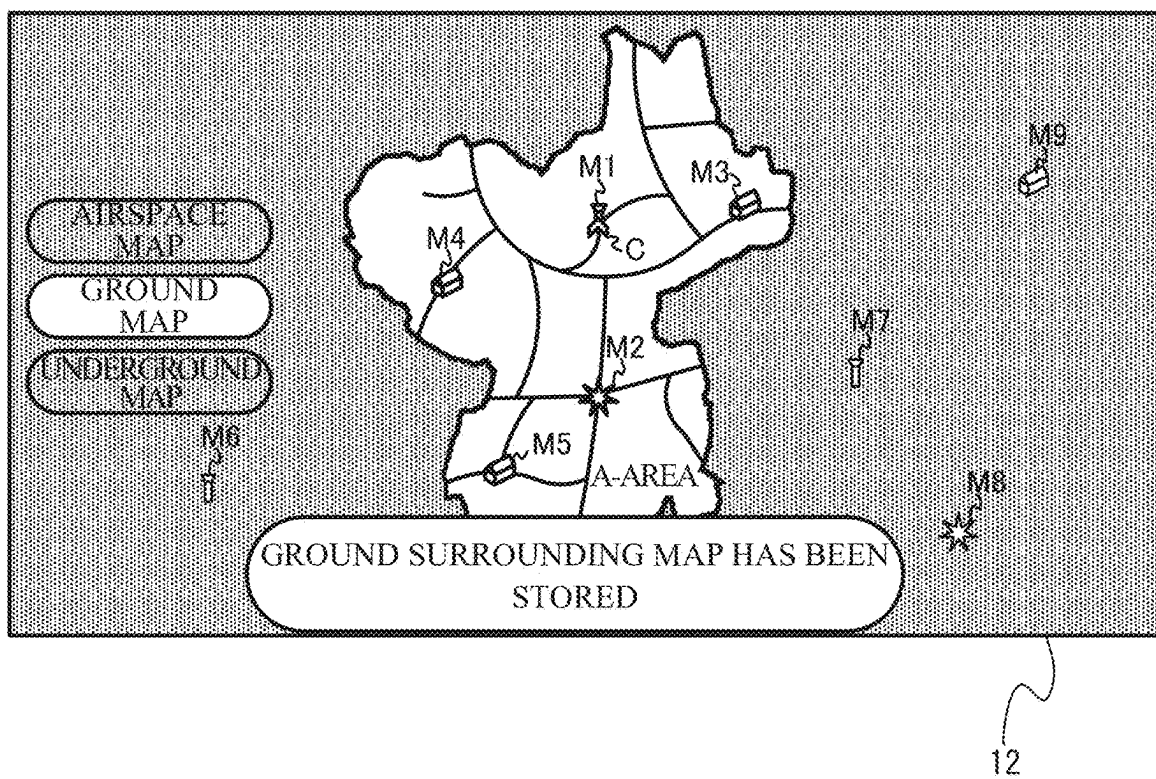 M9
M1
M3
AIRSPACE
MAP
M4
C
GROUND
MAP
M7
M2
UNDERGROUND
MAP
M6
M5
A-AREA
M8
GROUND SURROUNDING MAP HAS BEEN
STORED
12